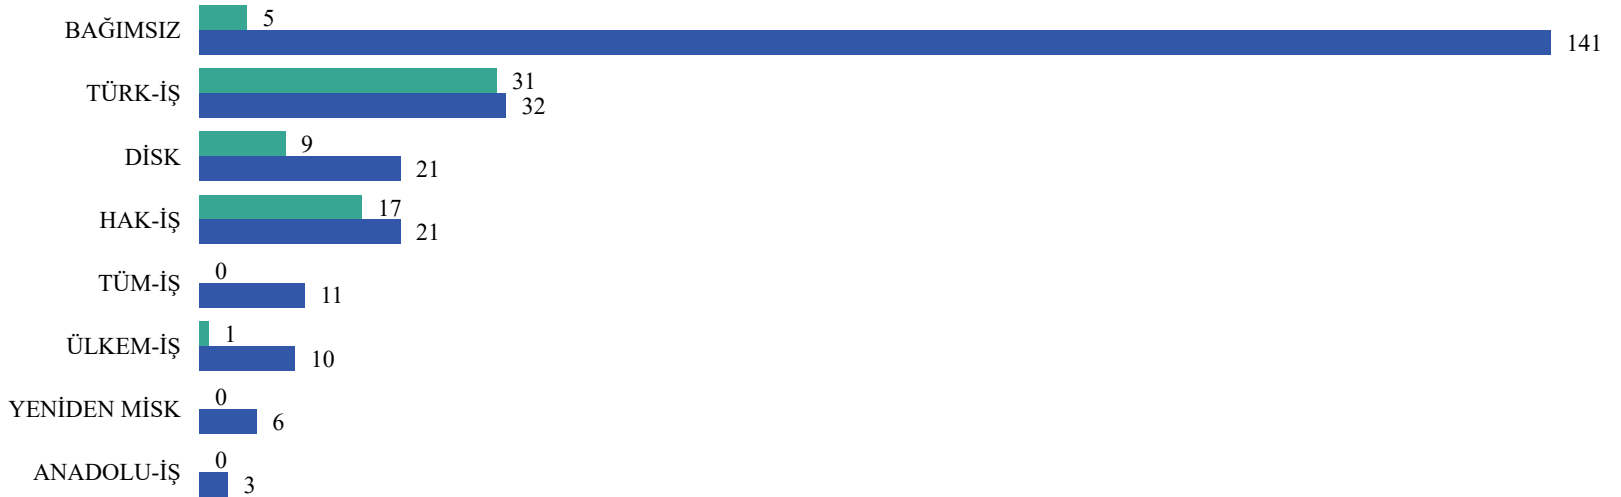 BAĞIMSIZ
5
141
TÜRK-İŞ
31
32
DİSK
9
21
HAK-İŞ
17
21
TÜM-İŞ
0
11
ÜLKEM-İŞ
1
10
YENİDEN MİSK
0
6
ANADOLU-İŞ
0
3